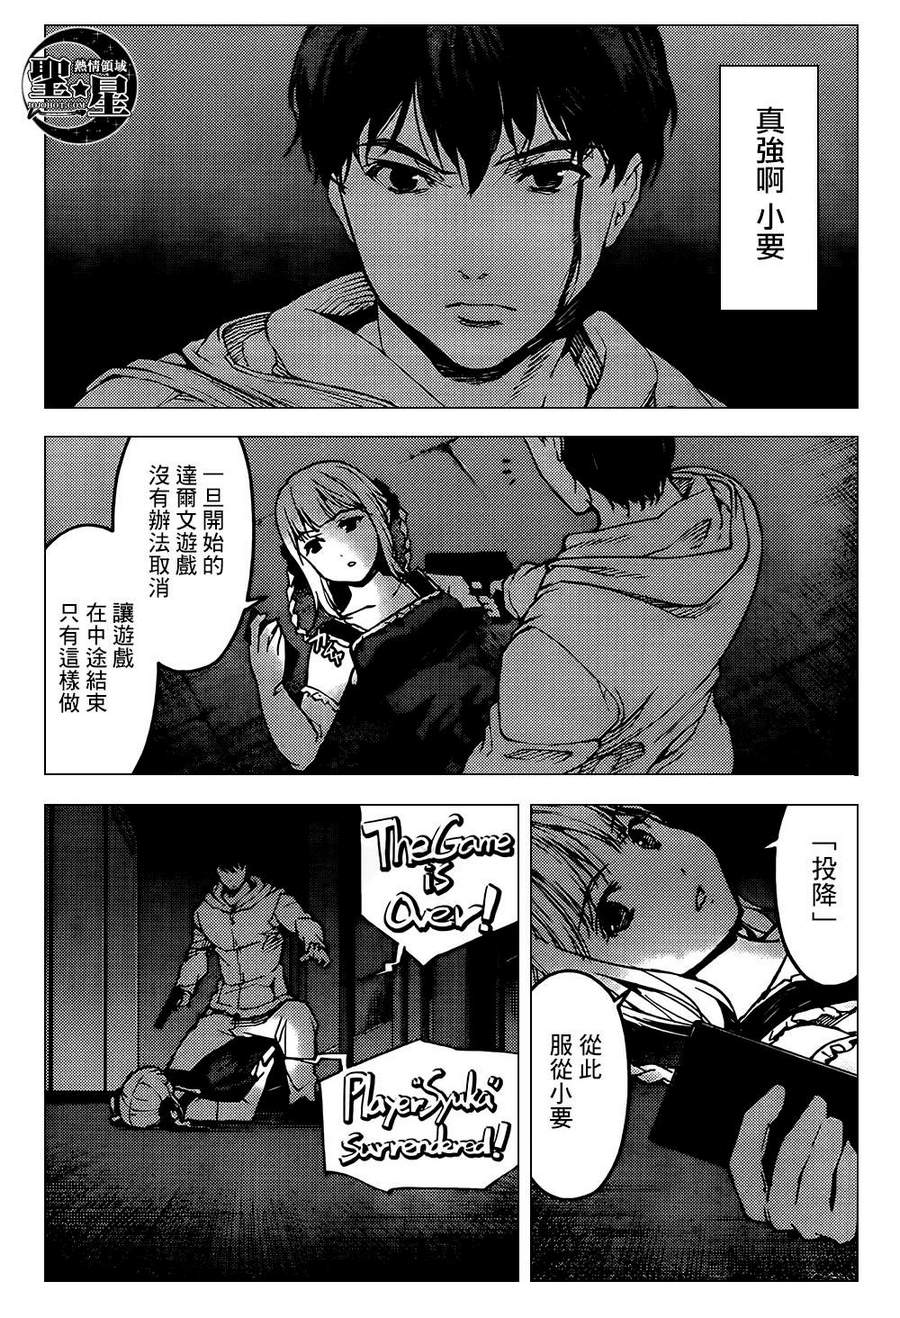 熱情領域
聖★星
JOJOHOT.COM
真強啊 小要
一旦開始的
達爾文遊戲
沒有辦法取消
讓遊戲
在中途結束
只有這樣做
「投降」
從此
服從小要
The Game
is
Over!
Player "Syuka"
Surrendered!